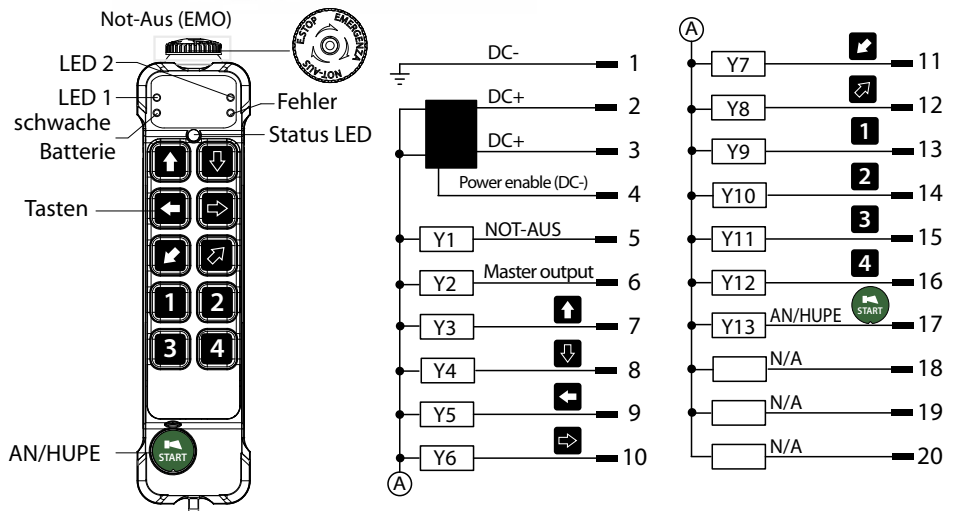 Not-Aus (EMO)
E.STOP EMERGENZA NOT-AUS
LED 2
LED 1
schwache
Batterie
Fehler
Status LED
Tasten
1 2
3 4
AN/HUPE
START
DC- 1
DC+ 2
DC+ 3
Power enable (DC-) 4
Y1 NOT-AUS 5
Y2 Master output 6
Y3 7
Y4 8
Y5 9
Y6 10
A
A
Y7 11
Y8 12
Y9 1 13
Y10 2 14
Y11 3 15
Y12 4 16
Y13 AN/HUPE START 17
N/A 18
N/A 19
N/A 20